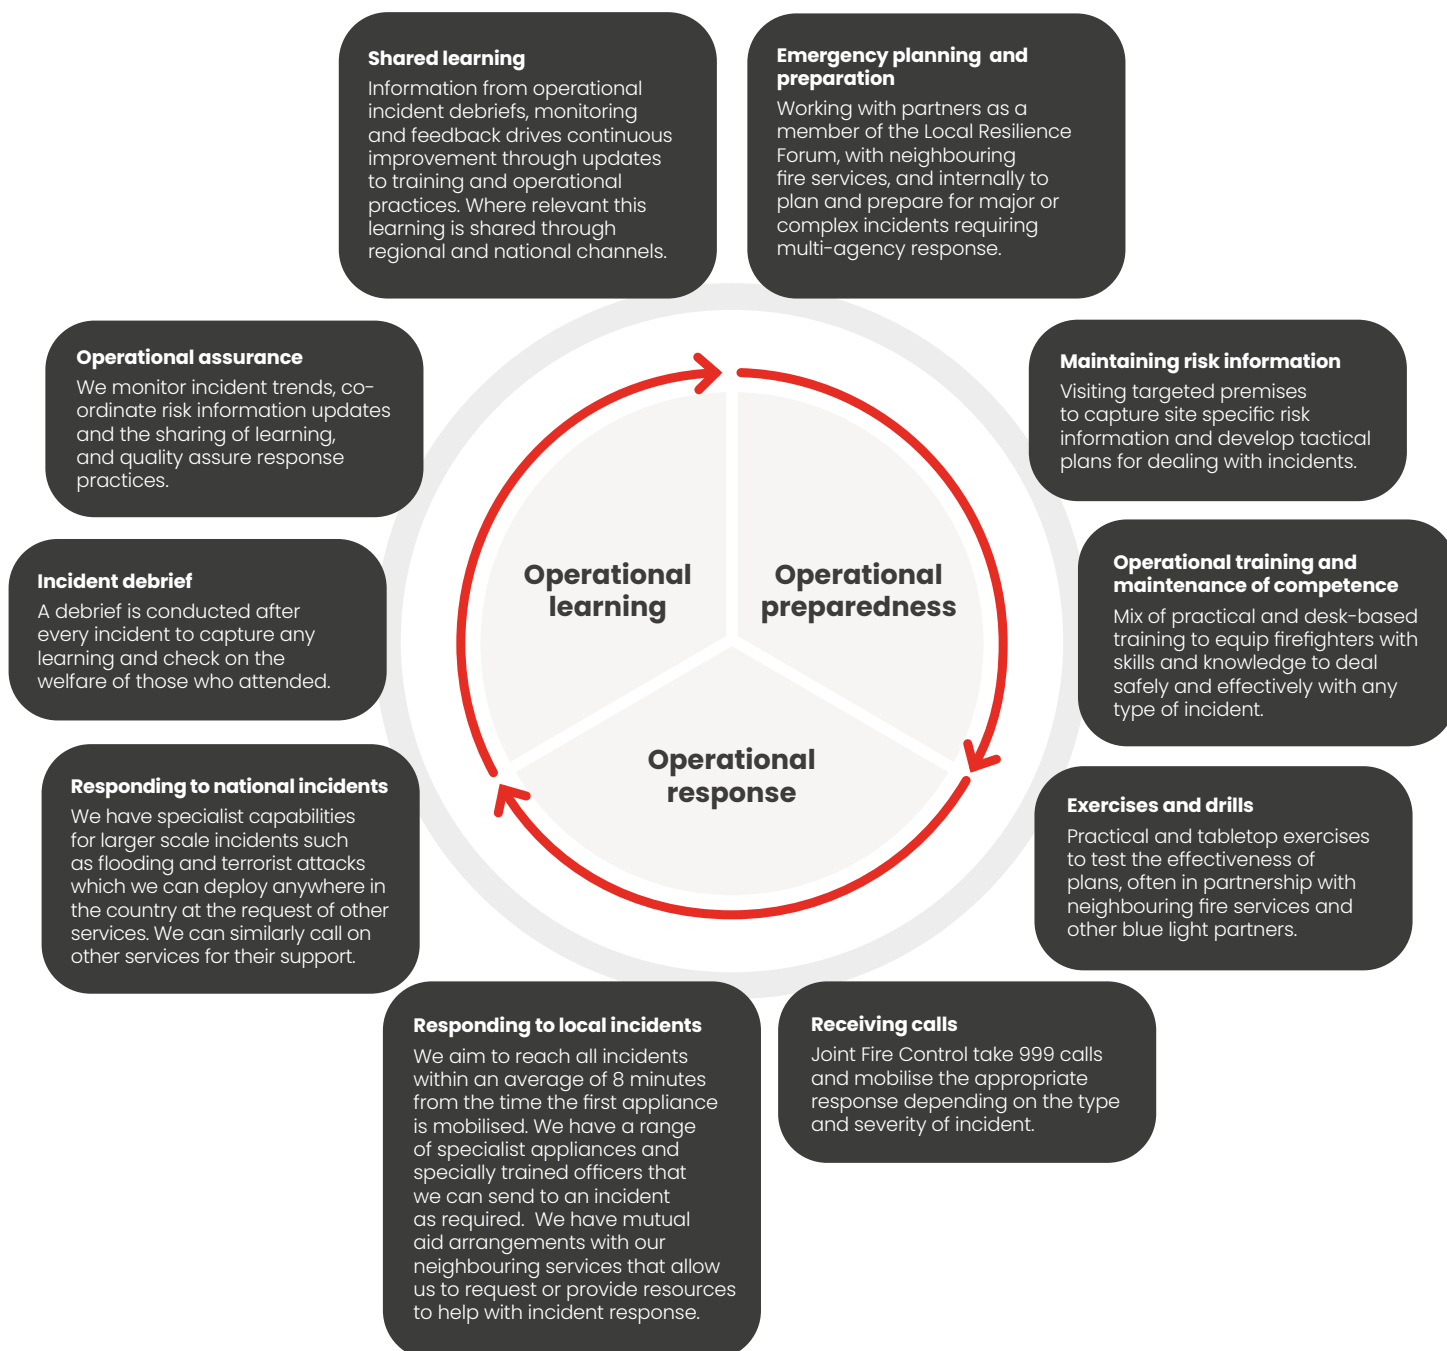 Shared learning
Information from operational
incident debriefs, monitoring
and feedback drives continuous
improvement through updates
to training and operational
practices. Where relevant this
learning is shared through
regional and national channels.
Emergency planning and
preparation
Working with partners as a
member of the Local Resilience
Forum, with neighbouring
fire services, and internally to
plan and prepare for major or
complex incidents requiring
multi-agency response.
Operational assurance
We monitor incident trends, co-
ordinate risk information updates
and the sharing of learning,
and quality assure response
practices.
Maintaining risk information
Visiting targeted premises
to capture site specific risk
information and develop tactical
plans for dealing with incidents.
Incident debrief
A debrief is conducted after
every incident to capture any
learning and check on the
welfare of those who attended.
Operational
learning
Operational
preparedness
Operational
response
Operational training and
maintenance of competence
Mix of practical and desk-based
training to equip firefighters with
skills and knowledge to deal
safely and effectively with any
type of incident.
Responding to national incidents
We have specialist capabilities
for larger scale incidents such
as flooding and terrorist attacks
which we can deploy anywhere in
the country at the request of other
services. We can similarly call on
other services for their support.
Exercises and drills
Practical and tabletop exercises
to test the effectiveness of
plans, often in partnership with
neighbouring fire services and
other blue light partners.
Responding to local incidents
We aim to reach all incidents
within an average of 8 minutes
from the time the first appliance
is mobilised. We have a range
of specialist appliances and
specially trained officers that
we can send to an incident
as required. We have mutual
aid arrangements with our
neighbouring services that allow
us to request or provide resources
to help with incident response.
Receiving calls
Joint Fire Control take 999 calls
and mobilise the appropriate
response depending on the type
and severity of incident.